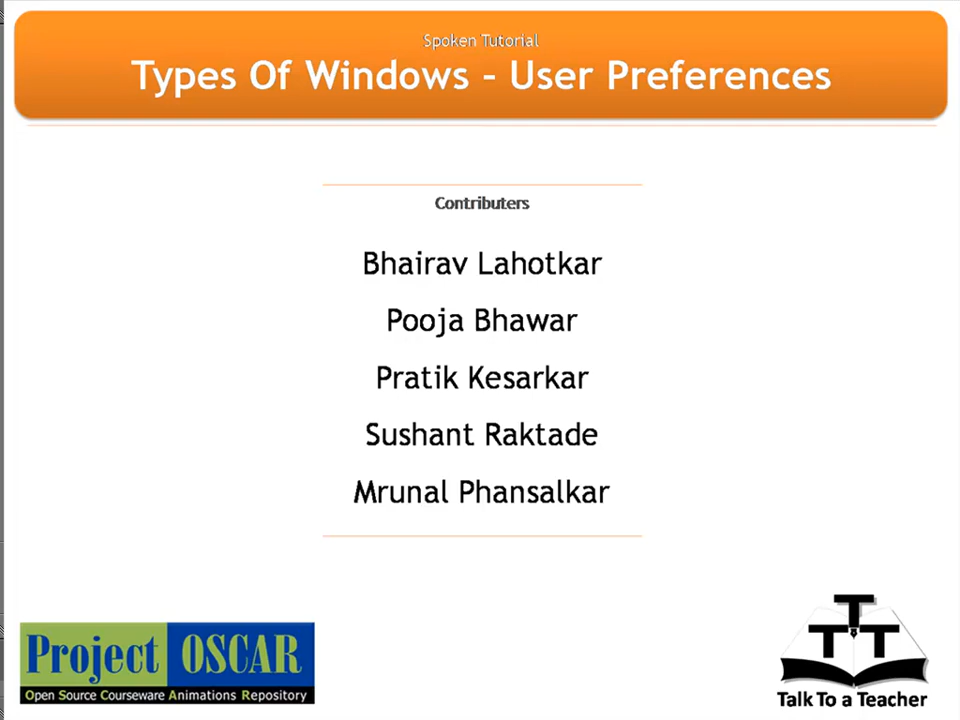 Spoken Tutorial
Types Of Windows - User Preferences
Contributers
Bhairav Lahotkar
Pooja Bhawar
Pratik Kesarkar
Sushant Raktade
Mrunal Phansalkar
Project OSCAR
Open Source Courseware Animations Repository
T
T T
Talk To a Teacher